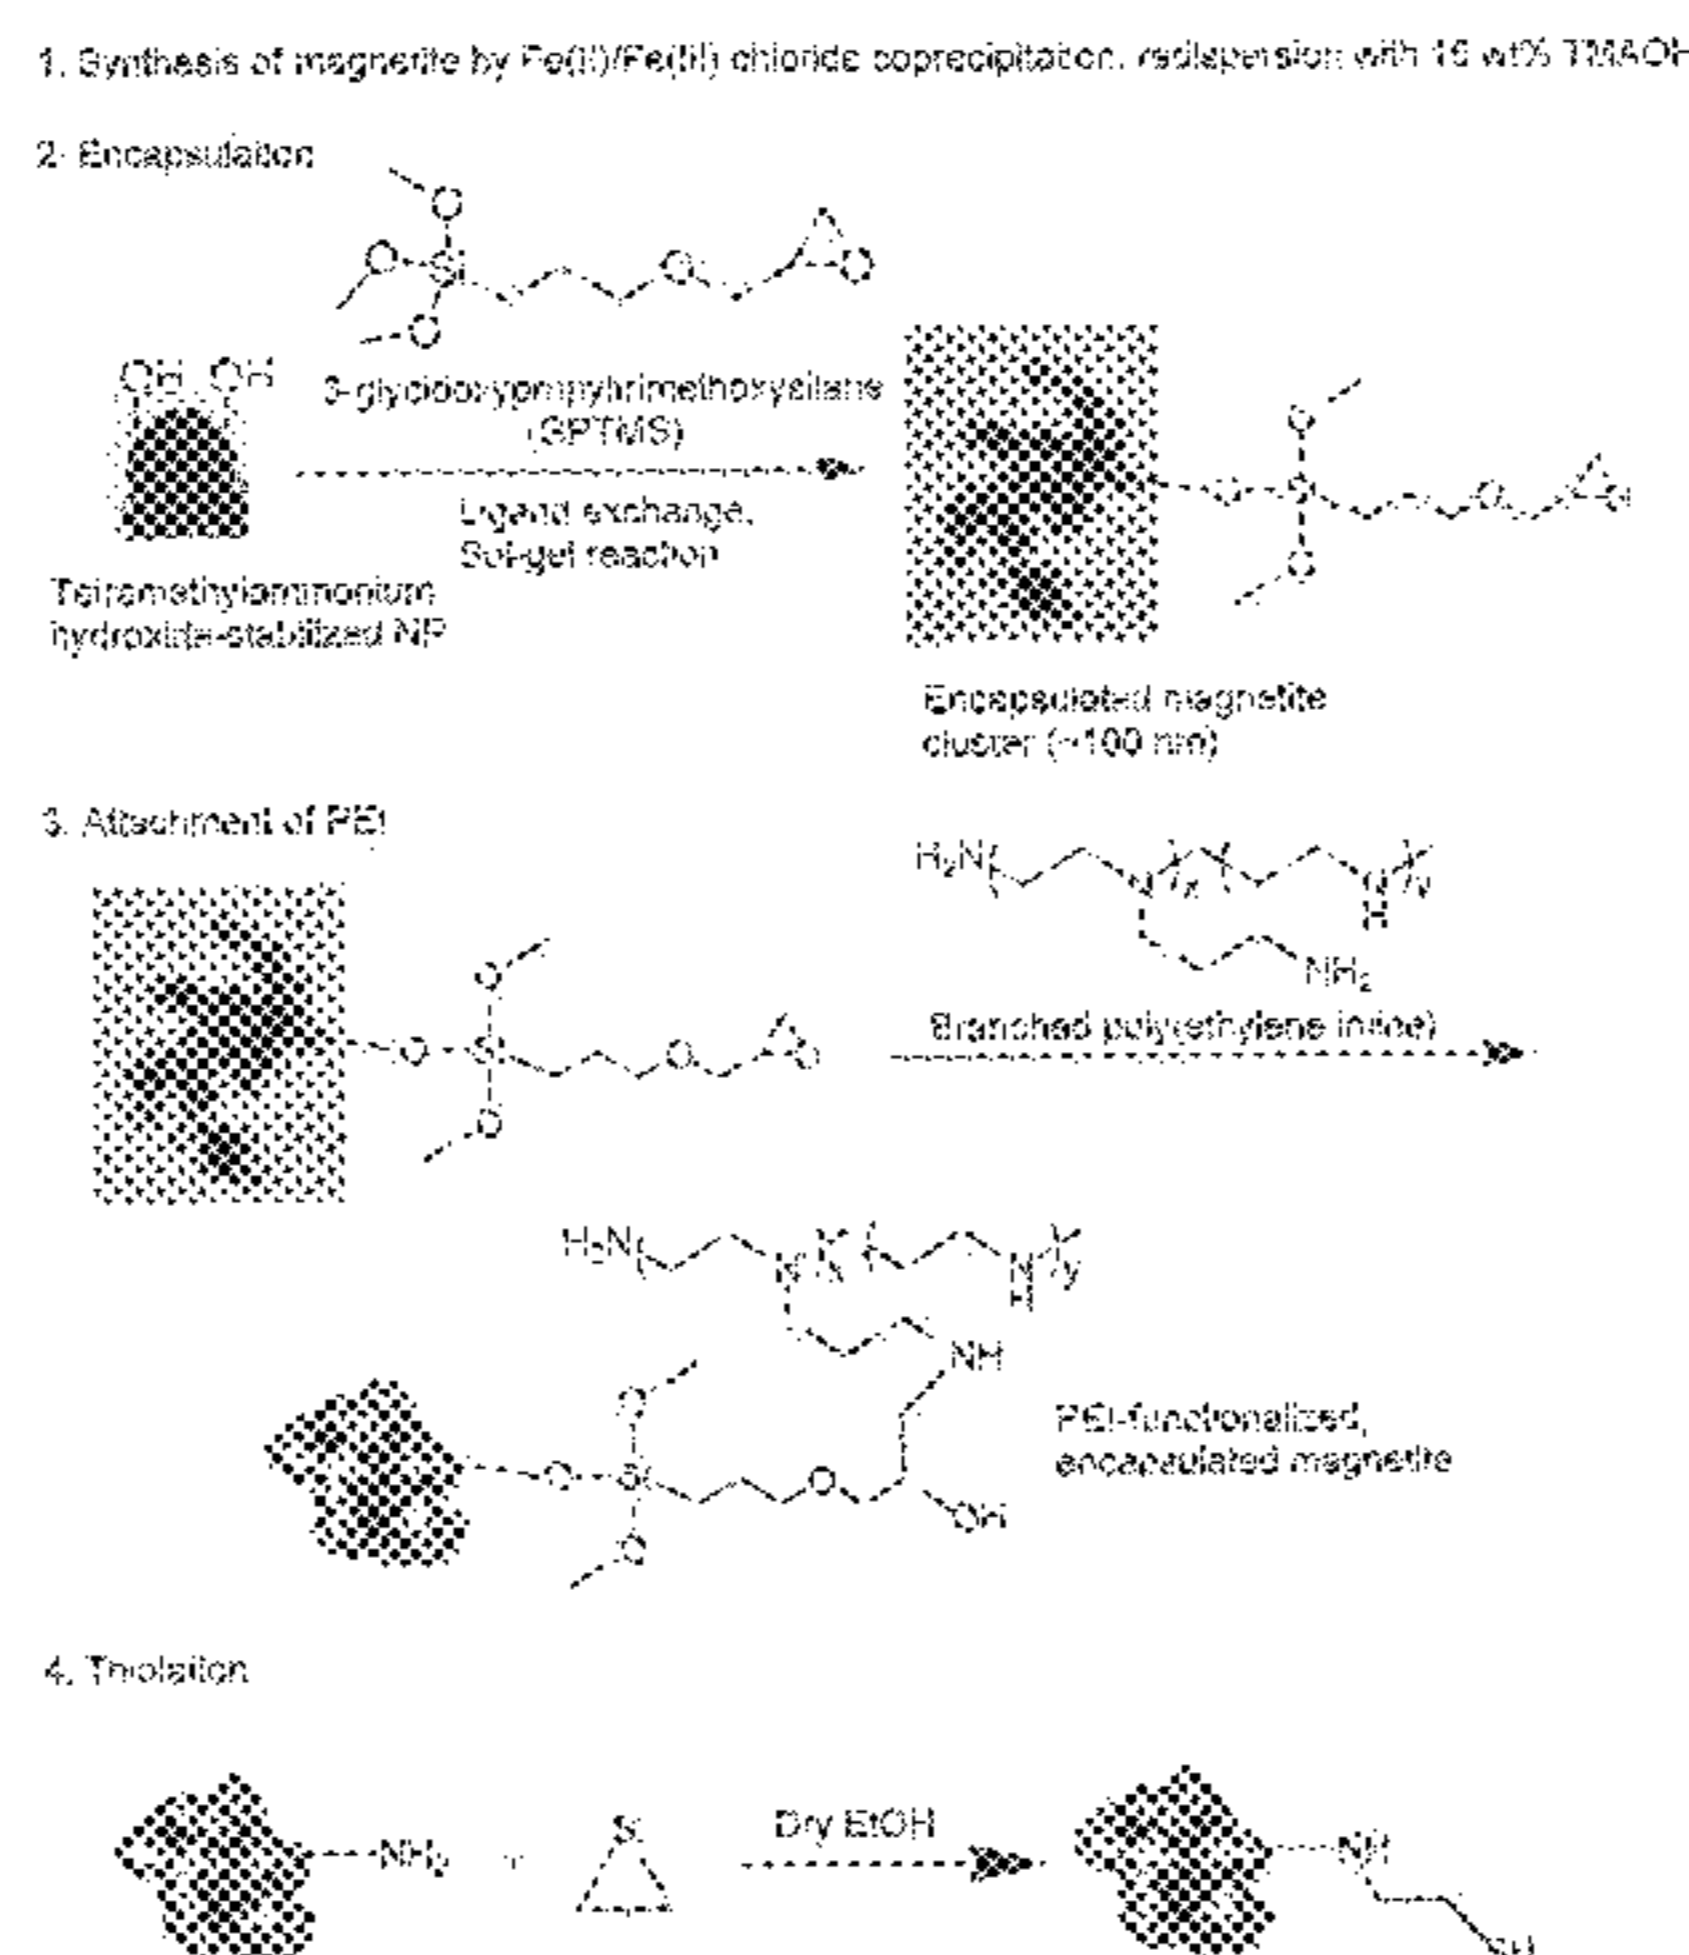 1. Synthesis of magnetite by Fe(II)/Fe(III) chloride coprecipitation, redispersion with TMAOH
2. Encapsulation
O
O Si O O
O
OH OH
3-glycidoxypropyltrimethoxysilane
(GPTMS)
Ligand exchange,
Sol-gel reaction
Tetramethylammonium
hydroxide-stabilized NP
O
O Si O O
O
Encapsulated magnetite
cluster (~100 nm)
3. Attachment of PEI
H2N N x N H y
NH2
Branched poly(ethylene imine)
O
O Si O O
O
H2N N x N H y
NH
O
O Si O
OH
O
PEI-functionalized,
encapsulated magnetite
4. Thiolation
NH2 + S
Dry EtOH
NH
SH